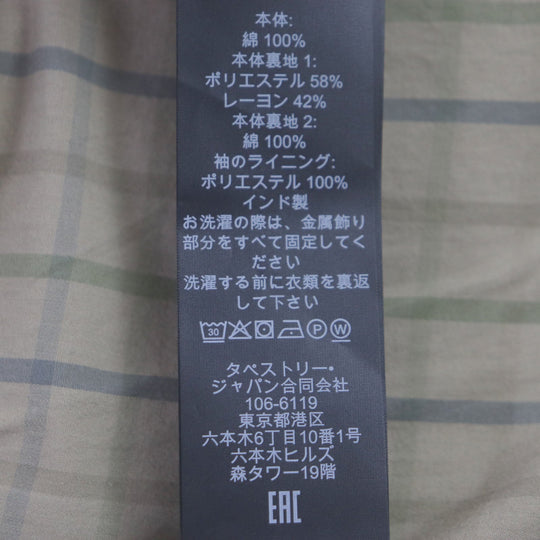 本体:
綿 100%
本体裏地 1:
ポリエステル 58%
レーヨン 42%
本体裏地 2:
綿 100%
袖のライニング:
ポリエステル 100%
インド製
お洗濯の際は、金属飾り
部分をすべて固定してく
ださい
洗濯する前に衣類を裏返
して下さい
30 P W
タペストリー・
ジャパン合同会社
106-6119
東京都港区
六本木6丁目10番1号
六本木ヒルズ
森タワー19階
EAC